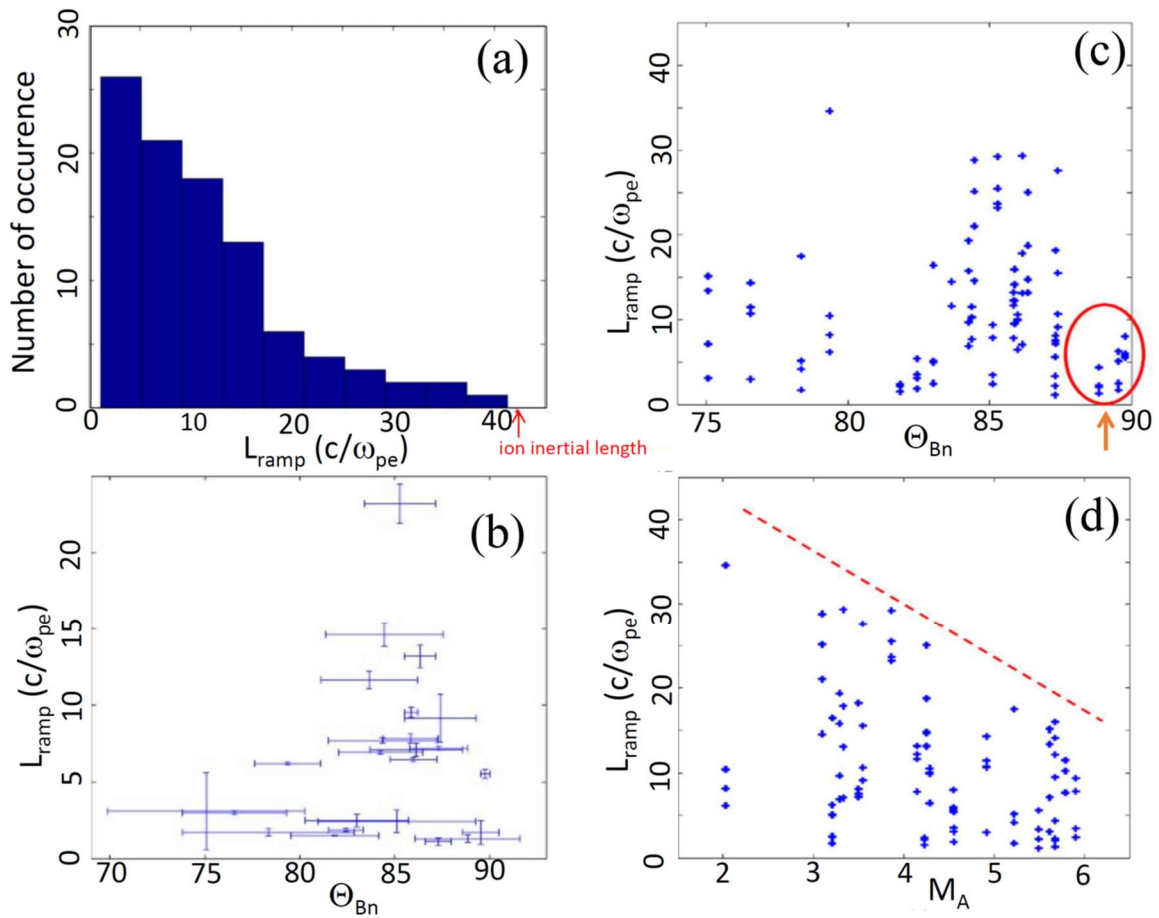 (a)
30
20
10
0
Number of occurence
0 10 20 30 40
L_ramp (c/ω_pe)
ion inertial length
(c)
40
30
20
10
0
L_ramp (c/ω_pe)
75 80 85 90
Θ_Bn
(b)
20
15
10
5
0
L_ramp (c/ω_pe)
70 75 80 85 90
Θ_Bn
(d)
40
30
20
10
0
L_ramp (c/ω_pe)
2 3 4 5 6
M_A